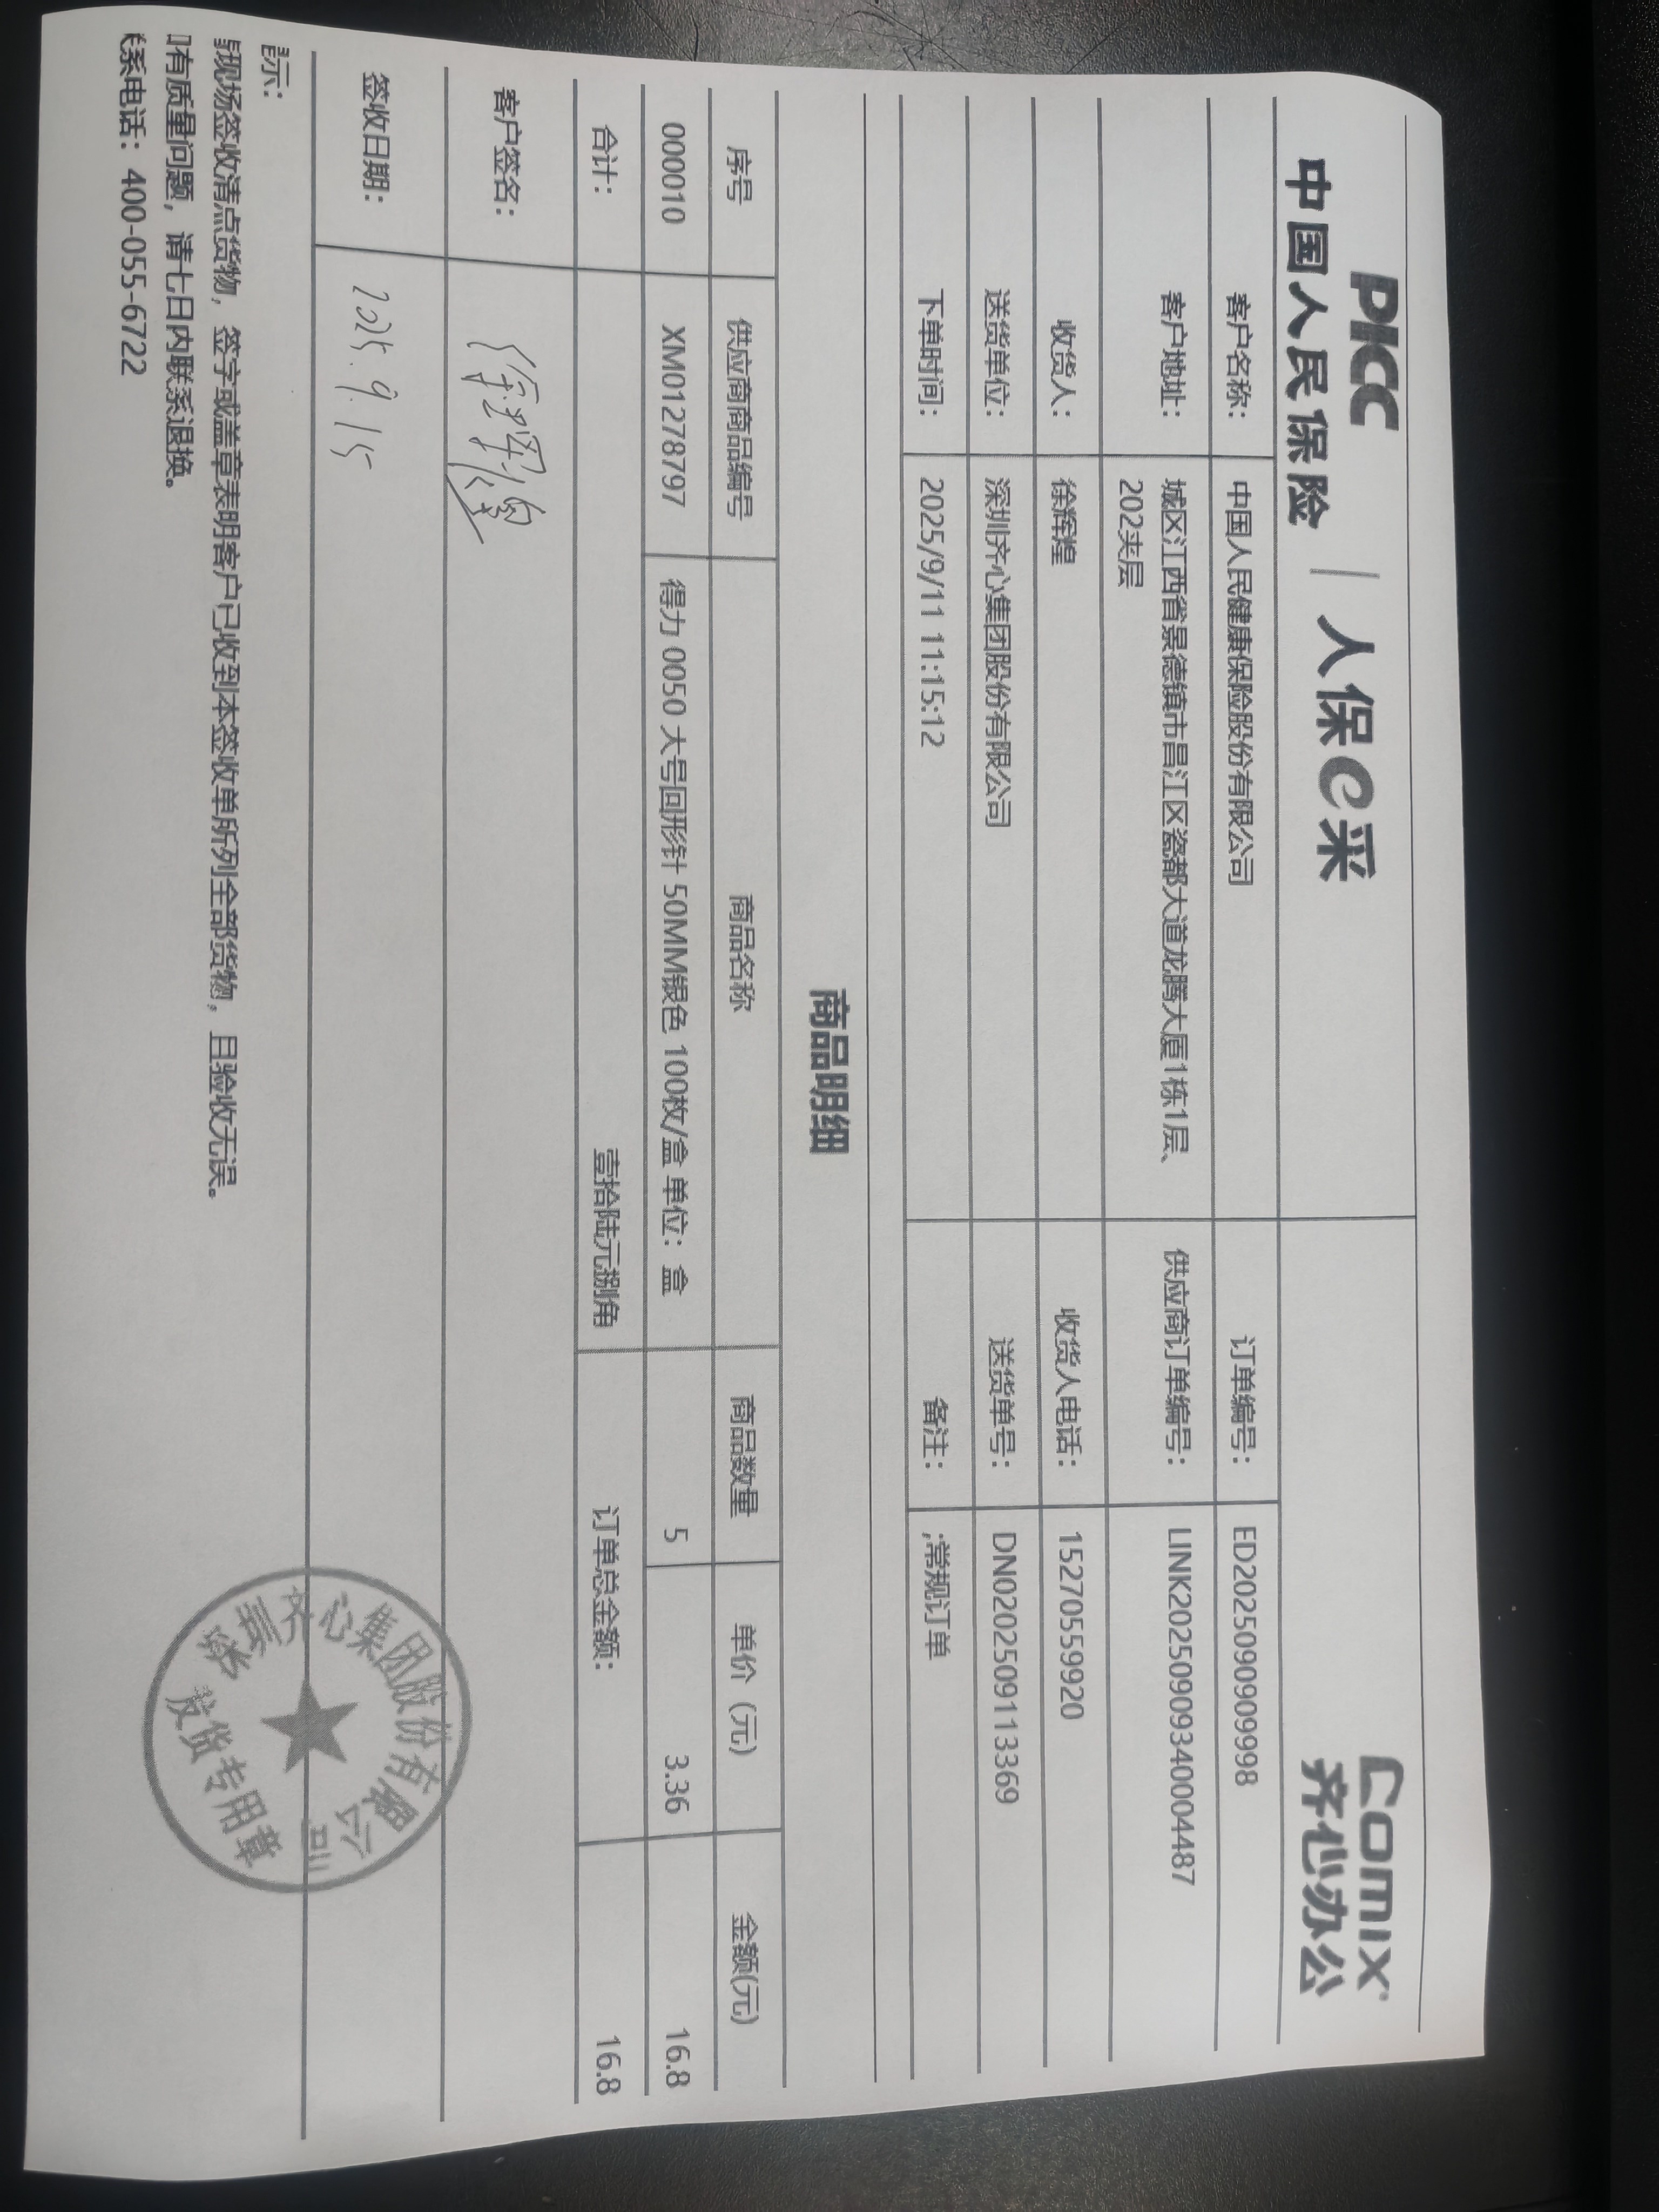 PICC
中国人民保险
人保e采
comix
齐心办公
客户名称： 中国人民健康保险股份有限公司 订单编号： ED2025090909998
客户地址： 城区江西省景德镇市昌江区瓷都大道龙腾大厦1栋1层、 供应商订单编号： LINK20250909340004487
202夹层
收货人： 徐辉煌 收货人电话： 15270559920
送货单位： 深圳齐心集团股份有限公司 送货单号： DN0202509113369
下单时间： 2025/9/11 11:15:12 备注： ;常规订单
商品明细
序号 供应商商品编号 商品名称 商品数量 单价（元） 金额(元)
000010 XM01278797 得力 0050 大号回形针 50MM银色 100枚/盒 单位：盒 5 3.36 16.8
合计： 壹拾陆元捌角 订单总金额： 16.8
客户签名： 徐辉煌
签收日期： 2025.9.15
示：
现场签收清点货物，签字或盖章表明客户已收到本签收单所列全部货物，且验收无误。
有质量问题，请七日内联系退换。
系电话：400-055-6722
深圳齐心集团股份有限公司
发货专用章